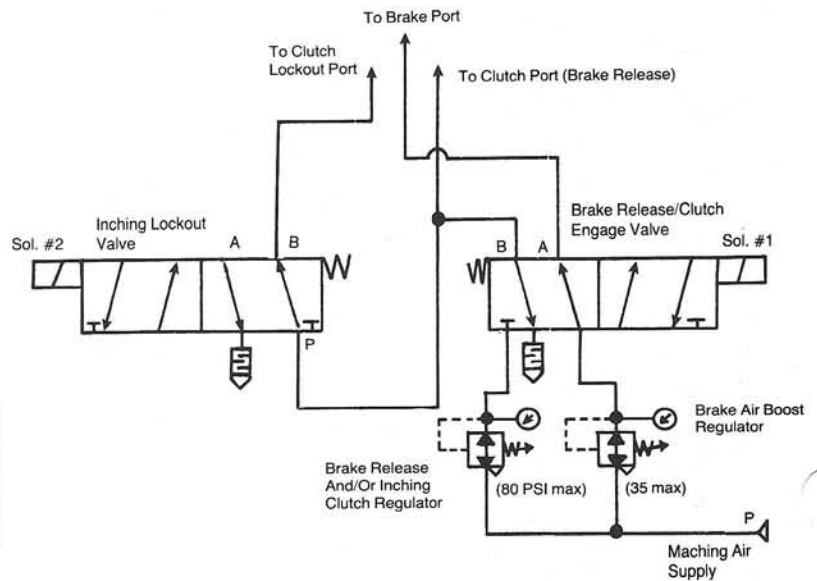 To Brake Port
To Clutch
Lockout Port
To Clutch Port (Brake Release)
Inching Lockout
Valve
Sol. #2
A
B
P
Brake Release/Clutch
Engage Valve
B
A
Sol. #1
Brake Air Boost
Regulator
Brake Release
And/Or Inching
Clutch Regulator
(80 PSI max)
(35 max)
P
Maching Air
Supply